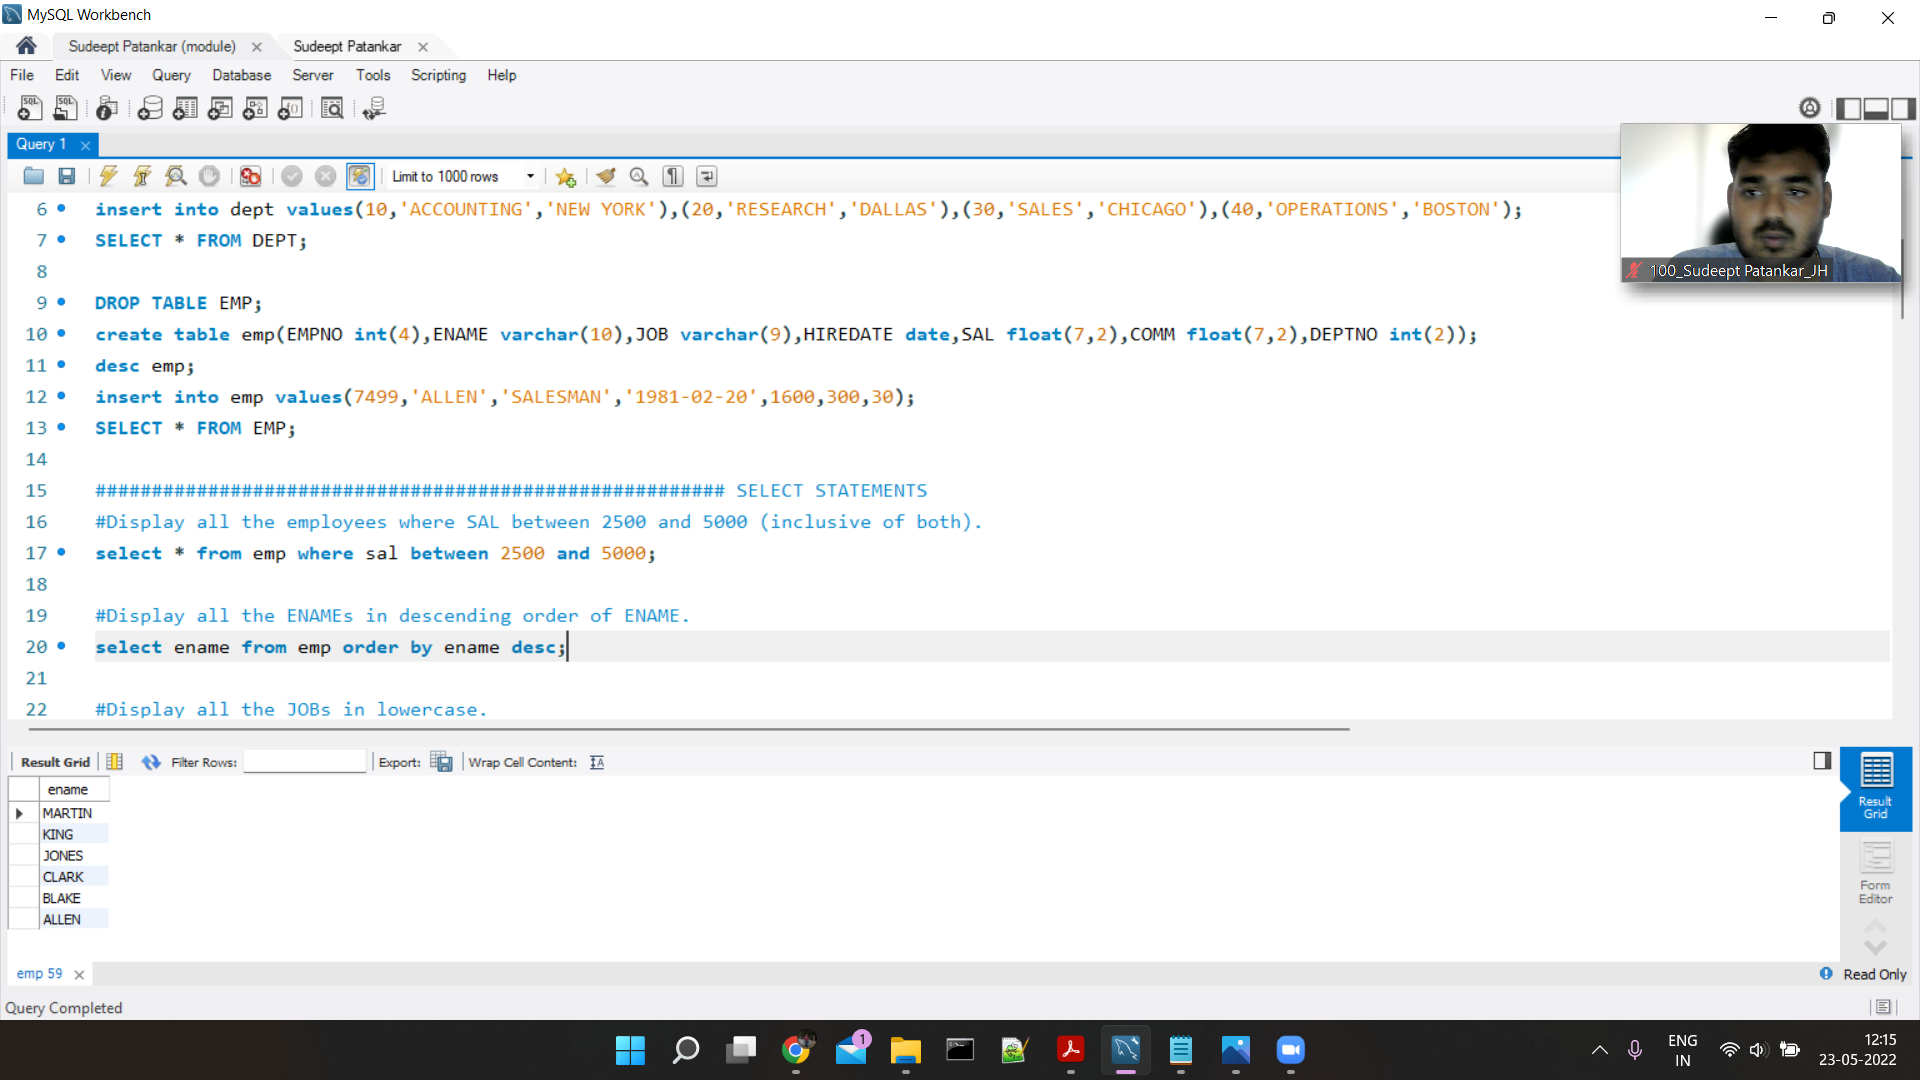 MySQL Workbench
Sudeept Patankar (module)
Sudeept Patankar
File Edit View Query Database Server Tools Scripting Help
Query 1
Limit to 1000 rows
6 insert into dept values(10,'ACCOUNTING','NEW YORK'),(20,'RESEARCH','DALLAS'),(30,'SALES','CHICAGO'),(40,'OPERATIONS','BOSTON');
7 SELECT * FROM DEPT;
8
9 DROP TABLE EMP;
10 create table emp(EMPNO int(4),ENAME varchar(10),JOB varchar(9),HIREDATE date,SAL float(7,2),COMM float(7,2),DEPTNO int(2));
11 desc emp;
12 insert into emp values(7499,'ALLEN','SALESMAN','1981-02-20',1600,300,30);
13 SELECT * FROM EMP;
14
15 ######################################################## SELECT STATEMENTS
16 #Display all the employees where SAL between 2500 and 5000 (inclusive of both).
17 select * from emp where sal between 2500 and 5000;
18
19 #Display all the ENAMEs in descending order of ENAME.
20 select ename from emp order by ename desc;
21
22 #Display all the JOBs in lowercase.
100_Sudeept Patankar_JH
Result Grid Filter Rows: Export: Wrap Cell Content:
ename
MARTIN
KING
JONES
CLARK
BLAKE
ALLEN
Result
Grid
Form
Editor
emp 59
Read Only
Query Completed
1
ENG
IN
12:15
23-05-2022